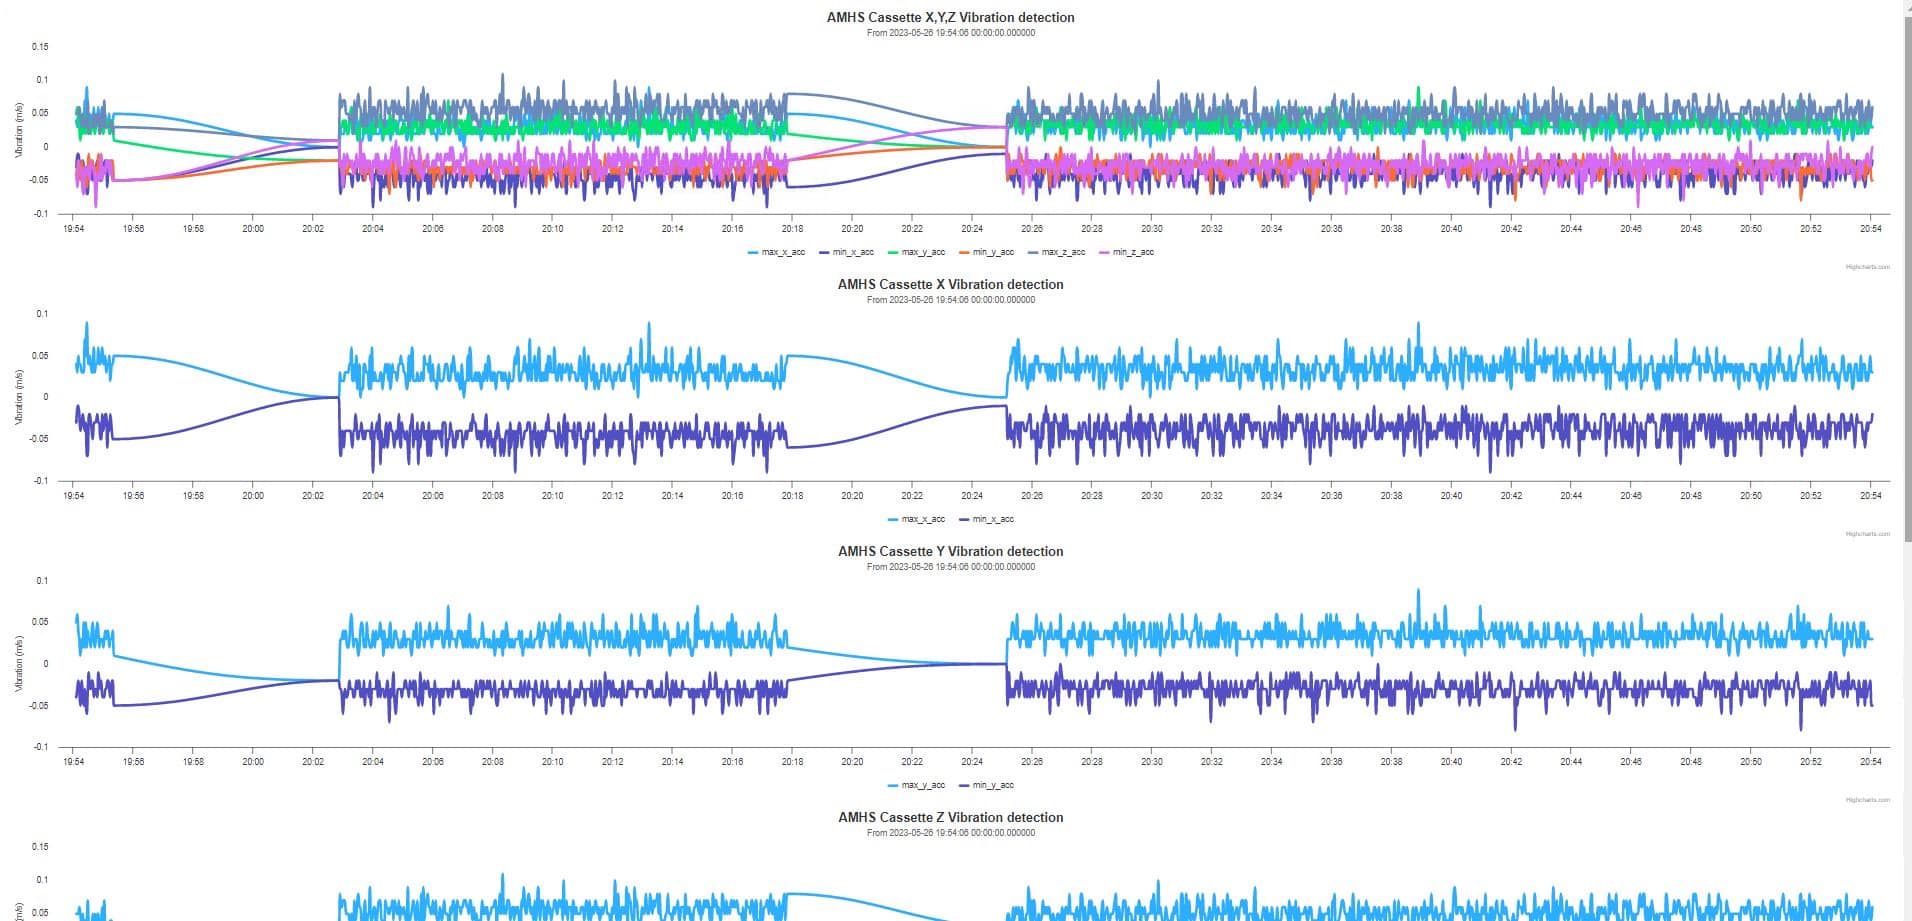 AMHS Cassette X,Y,Z Vibration detection
From 2023-05-26 19:54:06 00:00:00.000000
Vibration (m/s)
0.15
0.1
0.05
0
-0.05
-0.1
19:54 19:56 19:58 20:00 20:02 20:04 20:06 20:08 20:10 20:12 20:14 20:16 20:18 20:20 20:22 20:24 20:26 20:28 20:30 20:32 20:34 20:36 20:38 20:40 20:42 20:44 20:46 20:48 20:50 20:52 20:54
max_x_acc min_x_acc max_y_acc min_y_acc max_z_acc min_z_acc
Highcharts.com
AMHS Cassette X Vibration detection
From 2023-05-26 19:54:06 00:00:00.000000
Vibration (m/s)
0.1
0.05
0
-0.05
-0.1
19:54 19:56 19:58 20:00 20:02 20:04 20:06 20:08 20:10 20:12 20:14 20:16 20:18 20:20 20:22 20:24 20:26 20:28 20:30 20:32 20:34 20:36 20:38 20:40 20:42 20:44 20:46 20:48 20:50 20:52 20:54
max_x_acc min_x_acc
Highcharts.com
AMHS Cassette Y Vibration detection
From 2023-05-26 19:54:06 00:00:00.000000
Vibration (m/s)
0.1
0.05
0
-0.05
-0.1
19:54 19:56 19:58 20:00 20:02 20:04 20:06 20:08 20:10 20:12 20:14 20:16 20:18 20:20 20:22 20:24 20:26 20:28 20:30 20:32 20:34 20:36 20:38 20:40 20:42 20:44 20:46 20:48 20:50 20:52 20:54
max_y_acc min_y_acc
Highcharts.com
AMHS Cassette Z Vibration detection
From 2023-05-26 19:54:06 00:00:00.000000
(m/s)
0.15
0.1
0.05